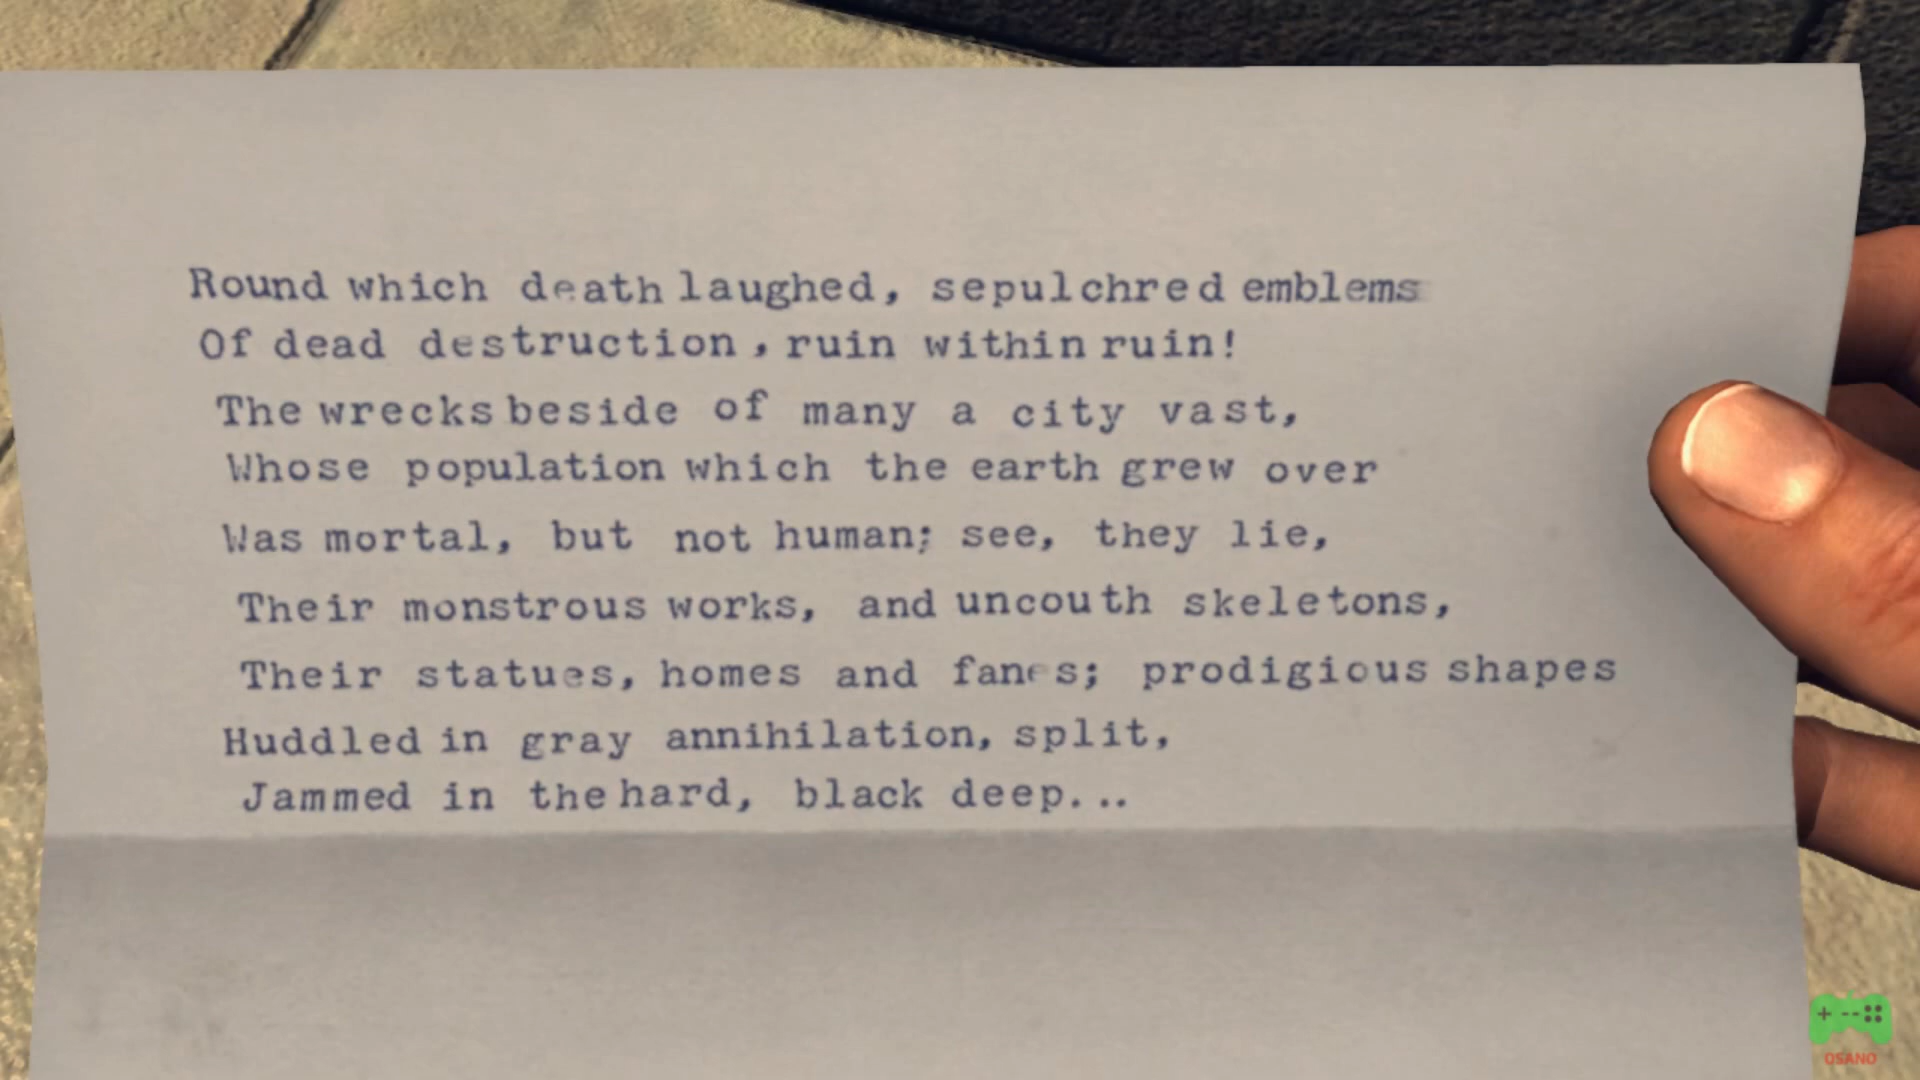 Round which death laughed, sepulchred emblems
Of dead destruction, ruin within ruin!
The wrecks beside of many a city vast,
Whose population which the earth grew over
Was mortal, but not human; see, they lie,
Their monstrous works, and uncouth skeletons,
Their statues, homes and fanes; prodigious shapes
Huddled in gray annihilation, split,
Jammed in the hard, black deep...
OSANO